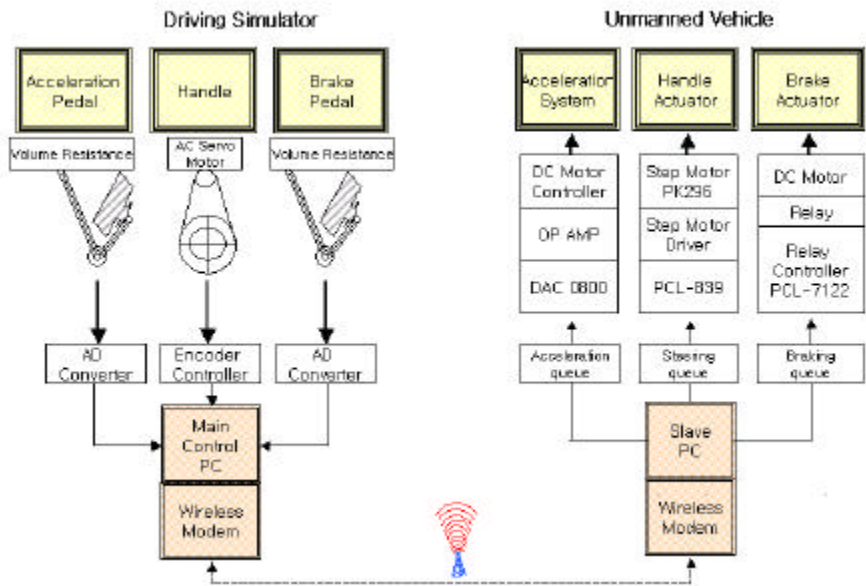 Driving Simulator
Unmanned Vehicle
Acceleration
Pedal
Handle
Brake
Pedal
Volume Resistance
AC Servo
Motor
Volume Resistance
AD
Converter
Encoder
Controller
AD
Converter
Main
Control
PC
Wireless
Modem
Acceleration
System
Handle
Actuator
Brake
Actuator
DC Motor
Controller
OP AMP
DAC 0800
Step Motor
PK296
Step Motor
Driver
PCL-839
DC Motor
Relay
Relay
Controller
PCL-7122
Acceleration
queue
Steering
queue
Braking
queue
Slave
PC
Wireless
Modem